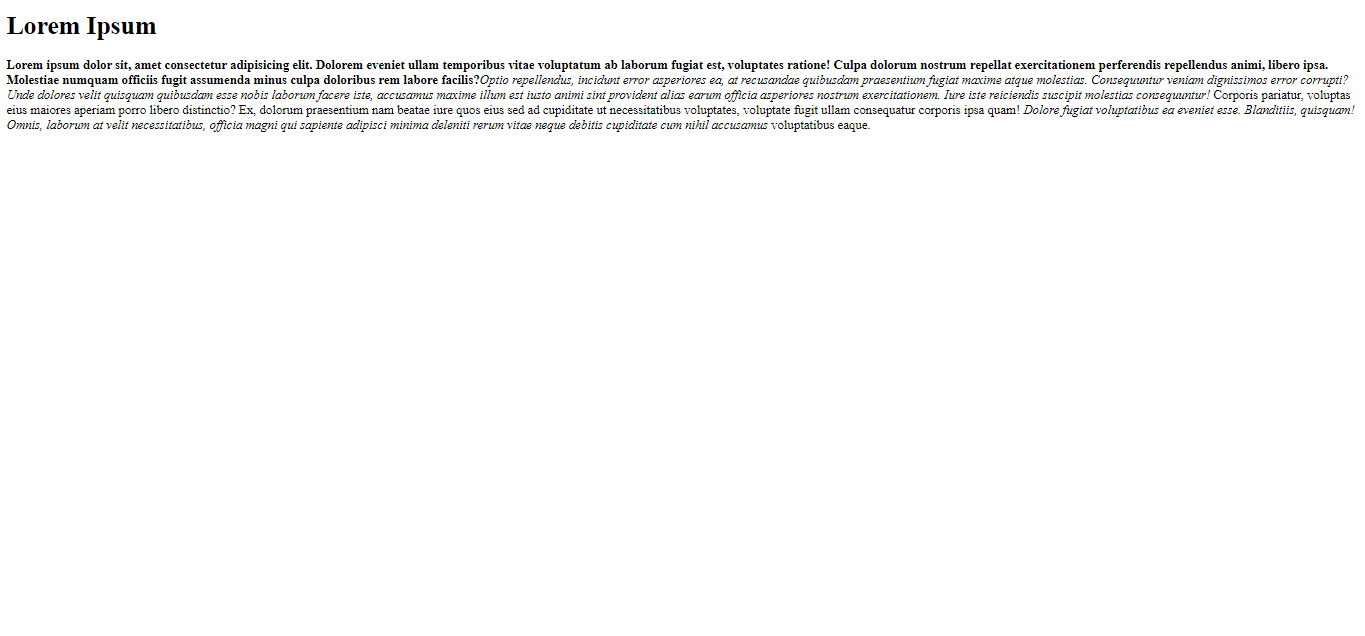 Lorem Ipsum
Lorem ipsum dolor sit, amet consectetur adipisicing elit. Dolorem eveniet ullam temporibus vitae voluptatum ab laborum fugiat est, voluptates ratione! Culpa dolorum nostrum repellat exercitationem perferendis repellendus animi, libero ipsa.
Molestiae numquam officiis fugit assumenda minus culpa doloribus rem labore facilis?Optio repellendus, incidunt error asperiores ea, at recusandae quibusdam praesentium fugiat maxime atque molestias. Consequuntur veniam dignissimos error corrupti?
Unde dolores velit quisquam quibusdam esse nobis laborum facere iste, accusamus maxime illum est iusto animi sint provident alias earum officia asperiores nostrum exercitationem. Iure iste reiciendis suscipit molestias consequuntur! Corporis pariatur, voluptas
eius maiores aperiam porro libero distinctio? Ex, dolorum praesentium nam beatae iure quos eius sed ad cupiditate ut necessitatibus voluptates, voluptate fugit ullam consequatur corporis ipsa quam! Dolore fugiat voluptatibus ea eveniet esse. Blanditiis, quisquam!
Omnis, laborum at velit necessitatibus, officia magni qui sapiente adipisci minima deleniti rerum vitae neque debitis cupiditate cum nihil accusamus voluptatibus eaque.